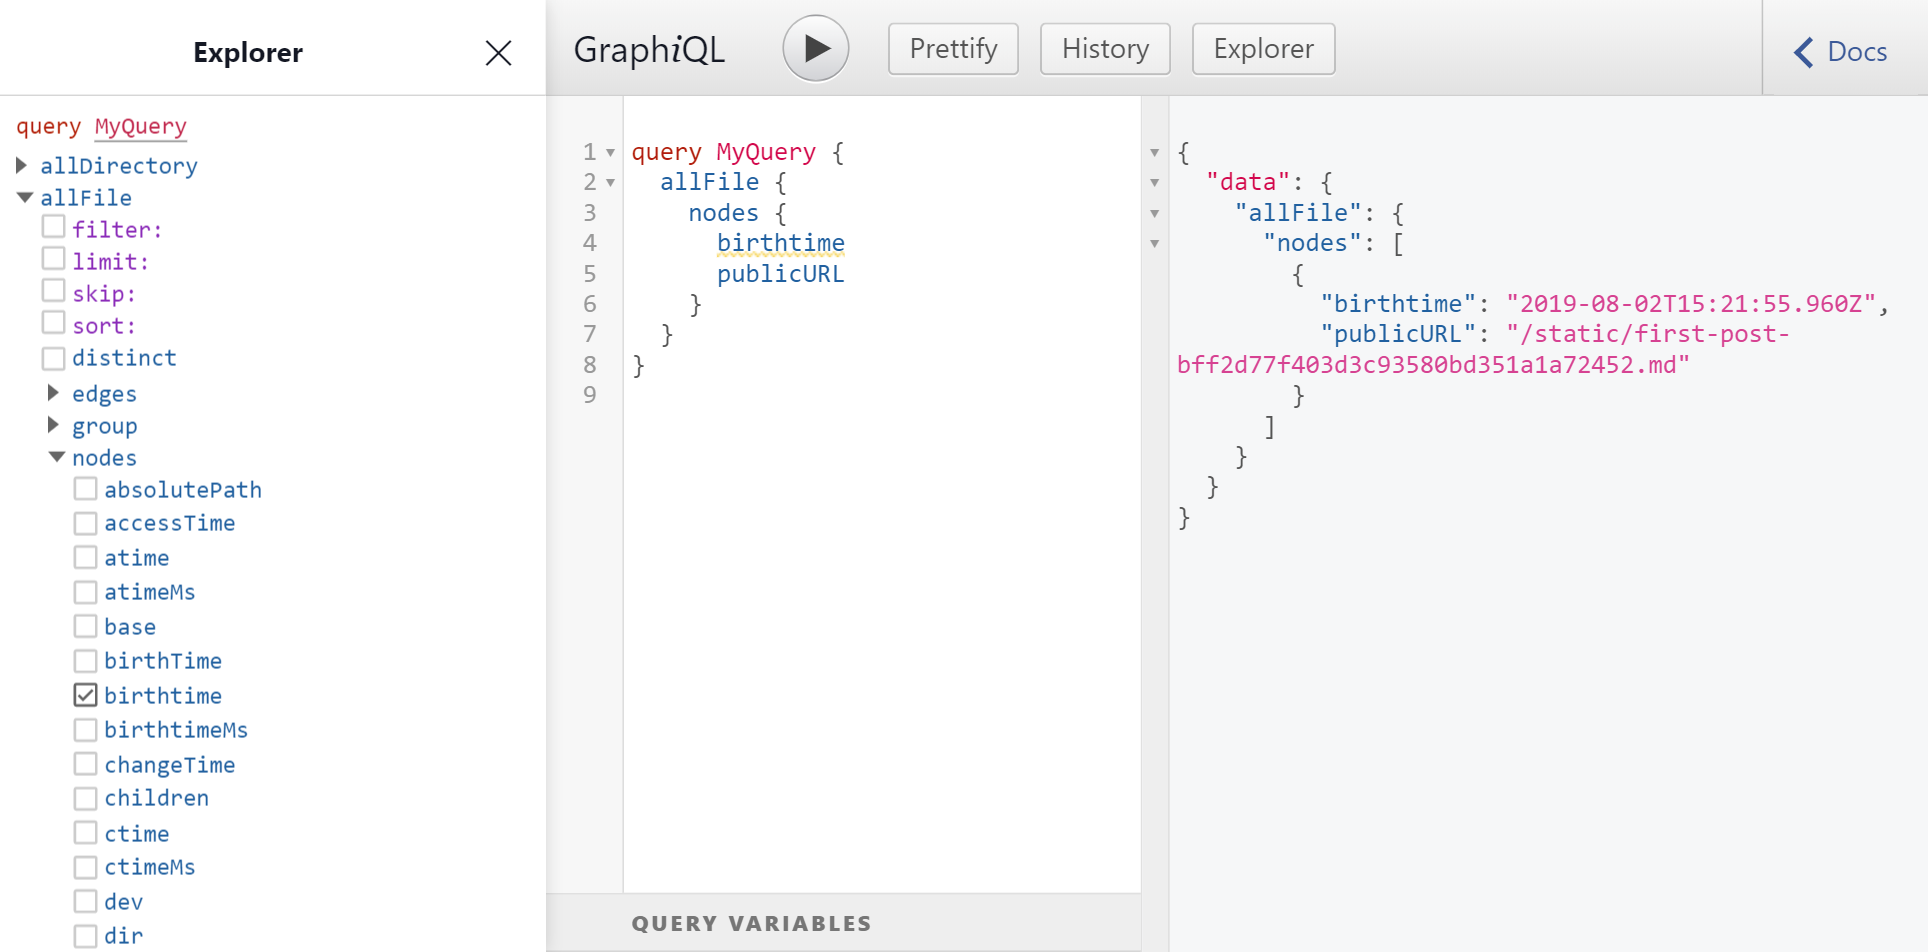 Explorer
query MyQuery
allDirectory
allFile
filter:
limit:
skip:
sort:
distinct
edges
group
nodes
absolutePath
accessTime
atime
atimeMs
base
birthTime
birthtime
birthtimeMs
changeTime
children
ctime
ctimeMs
dev
dir
GraphiQL
Prettify
History
Explorer
Docs
1 query MyQuery {
2 allFile {
3 nodes {
4 birthtime
5 publicURL
6 }
7 }
8 }
9
QUERY VARIABLES
{
"data": {
"allFile": {
"nodes": [
{
"birthtime": "2019-08-02T15:21:55.960Z",
"publicURL": "/static/first-post-
bff2d77f403d3c93580bd351a1a72452.md"
}
]
}
}
}